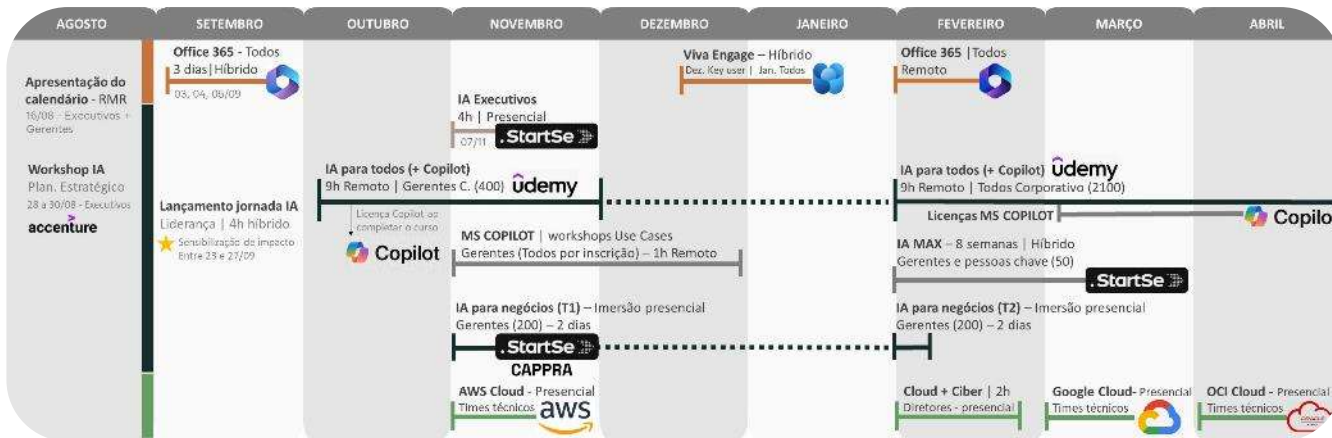 AGOSTO
SETEMBRO
OUTUBRO
NOVEMBRO
DEZEMBRO
JANEIRO
FEVEREIRO
MARÇO
ABRIL
Apresentação do
calendário - RMR
16/08 - Executivos +
Gerentes
Workshop IA
Plan. Estratégico
28 a 30/08 - Executivos
accenture
Office 365 - Todos
3 dias|Híbrido
03, 04, 06/09
Lançamento jornada IA
Liderança | 4h híbrido
Sensibilização de impacto
Entre 23 e 27/09
IA para todos (+ Copilot)
9h Remoto | Gerentes C. (400)
udemy
Licença Copilot ao
completar o curso
Copilot
IA Executivos
4h | Presencial
07/11
.StartSe
MS COPILOT | workshops Use Cases
Gerentes (Todos por inscrição) – 1h Remoto
IA para negócios (T1) – Imersão presencial
Gerentes (200) – 2 dias
.StartSe
CAPPRA
AWS Cloud - Presencial
Times técnicos
aws
Viva Engage – Híbrido
Dez. Key user | Jan. Todos
Office 365 |Todos
Remoto
IA para todos (+ Copilot)
udemy
9h Remoto | Todos Corporativo (2100)
Licenças MS COPILOT
Copilo
IA MAX – 8 semanas | Híbrido
Gerentes e pessoas chave (50)
.StartSe
IA para negócios (T2) – Imersão presencial
Gerentes (200) – 2 dias
Cloud + Ciber | 2h
Diretores - presencial
Google Cloud- Presencial
Times técnicos
OCI Cloud - Presencial
Times técnicos